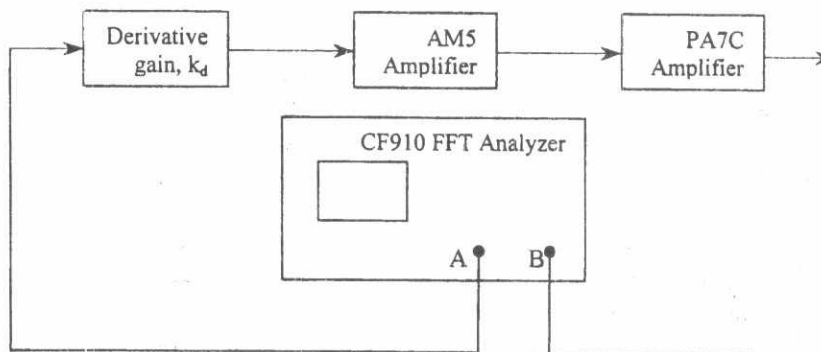 Derivative
gain, kd
AM5
Amplifier
PA7C
Amplifier
CF910 FFT Analyzer
A
B